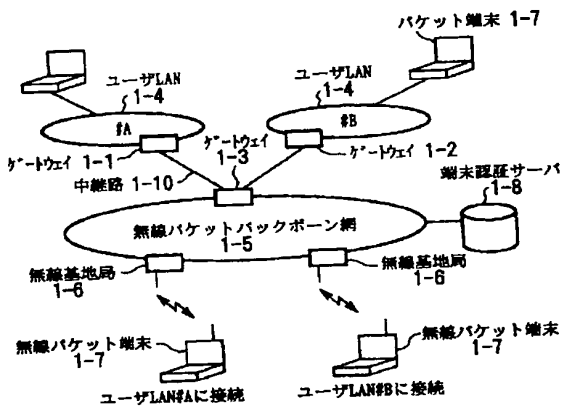 パケット端末 1-7
ユーザLAN
1-4
ユーザLAN
1-4
#A
#B
ゲートウェイ 1-1
ゲートウェイ
1-3
ゲートウェイ 1-2
中継路 1-10
端末認証サーバ
1-8
無線パケットバックボーン網
1-5
無線基地局
1-6
無線基地局
1-6
無線パケット端末
1-7
無線パケット端末
1-7
ユーザLAN#Aに接続
ユーザLAN#Bに接続